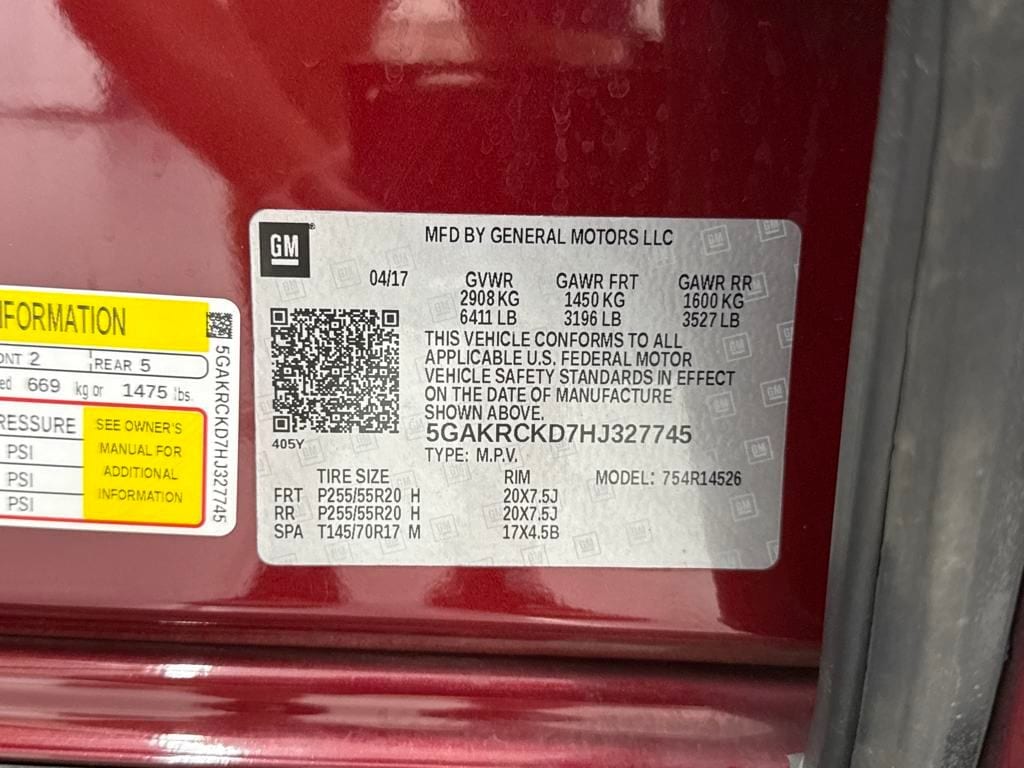 GM
MFD BY GENERAL MOTORS LLC
04/17 GVWR GAWR FRT GAWR RR
2908 KG 1450 KG 1600 KG
6411 LB 3196 LB 3527 LB
THIS VEHICLE CONFORMS TO ALL
APPLICABLE U.S. FEDERAL MOTOR
VEHICLE SAFETY STANDARDS IN EFFECT
ON THE DATE OF MANUFACTURE
SHOWN ABOVE.
405Y
5GAKRCKD7HJ327745
TYPE: M.P.V.
TIRE SIZE RIM MODEL: 754R14526
FRT P255/55R20 H 20X7.5J
RR P255/55R20 H 20X7.5J
SPA T145/70R17 M 17X4.5B
NFORMATION
ONT 2 REAR 5
ed 669 kg or 1475 lbs.
RESSURE
PSI
PSI
PSI
SEE OWNER'S
MANUAL FOR
ADDITIONAL
INFORMATION
5GAKRCKD7HJ327745